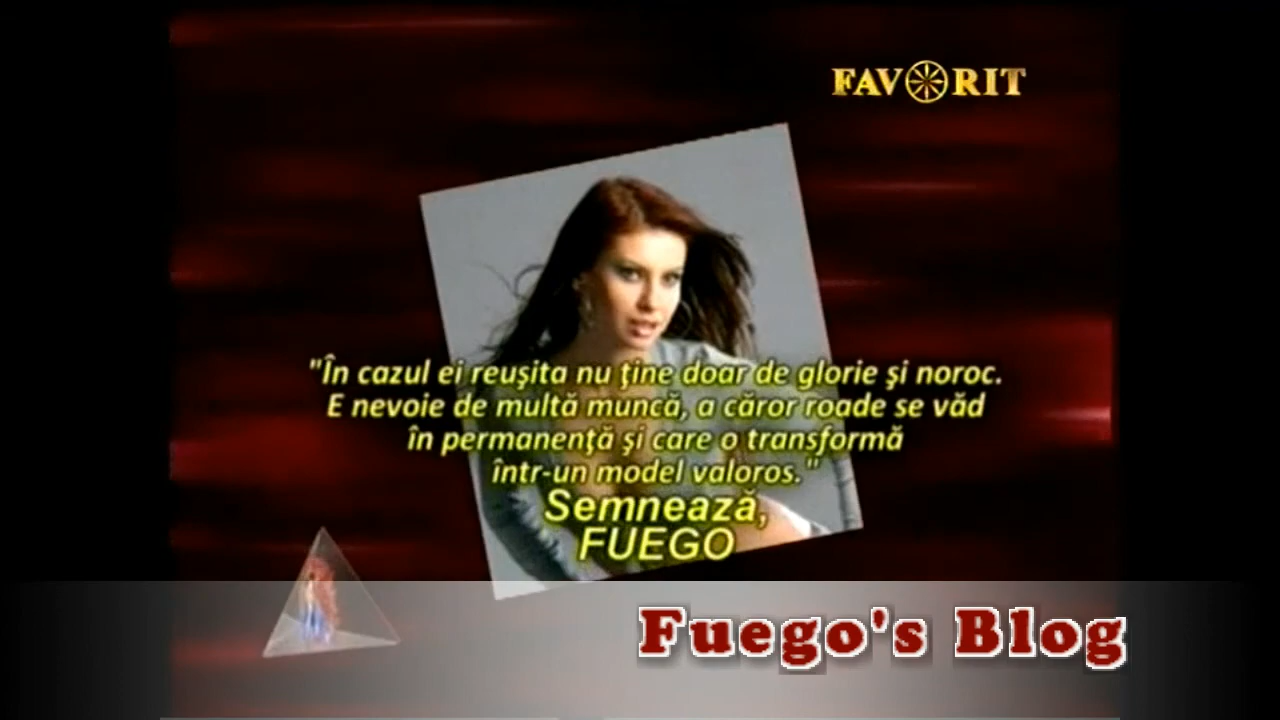 FAVORIT
"În cazul ei reuşita nu ţine doar de glorie şi noroc.
E nevoie de multă muncă, a căror roade se văd
în permanenţă şi care o transformă
într-un model valoros."
Semnează,
FUEGO
Fuego's Blog